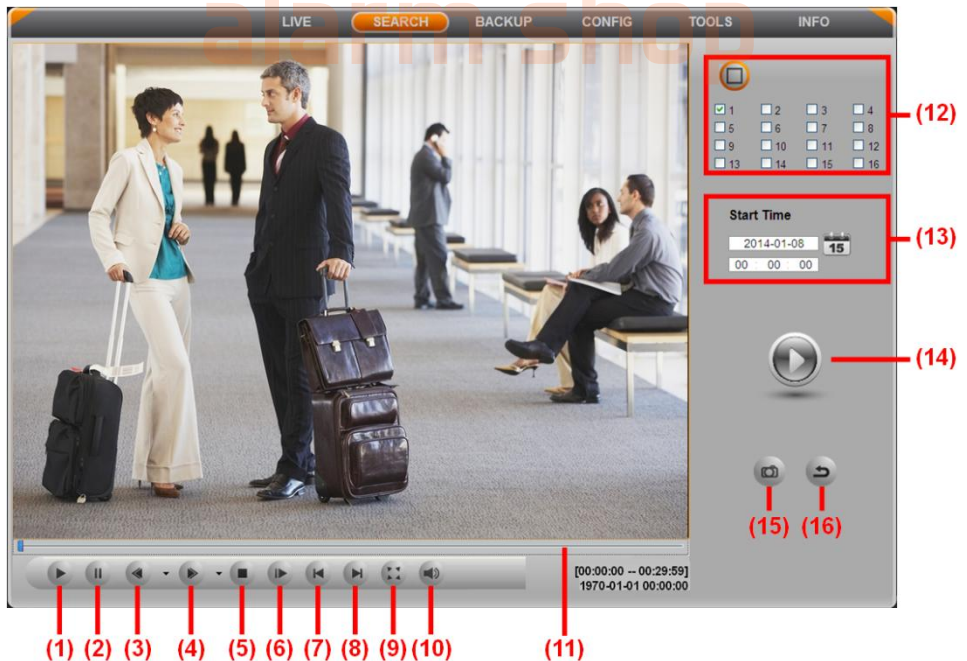 alarm shop
LIVE SEARCH BACKUP CONFIG TOOLS INFO
1 2 3 4
5 6 7 8
9 10 11 12
13 14 15 16
(12)
Start Time
2014-01-08
15
00 : 00 : 00
(13)
(14)
(15) (16)
[00:00:00 -- 00:29:59]
1970-01-01 00:00:00
(1) (2) (3) (4) (5) (6) (7) (8) (9) (10) (11)